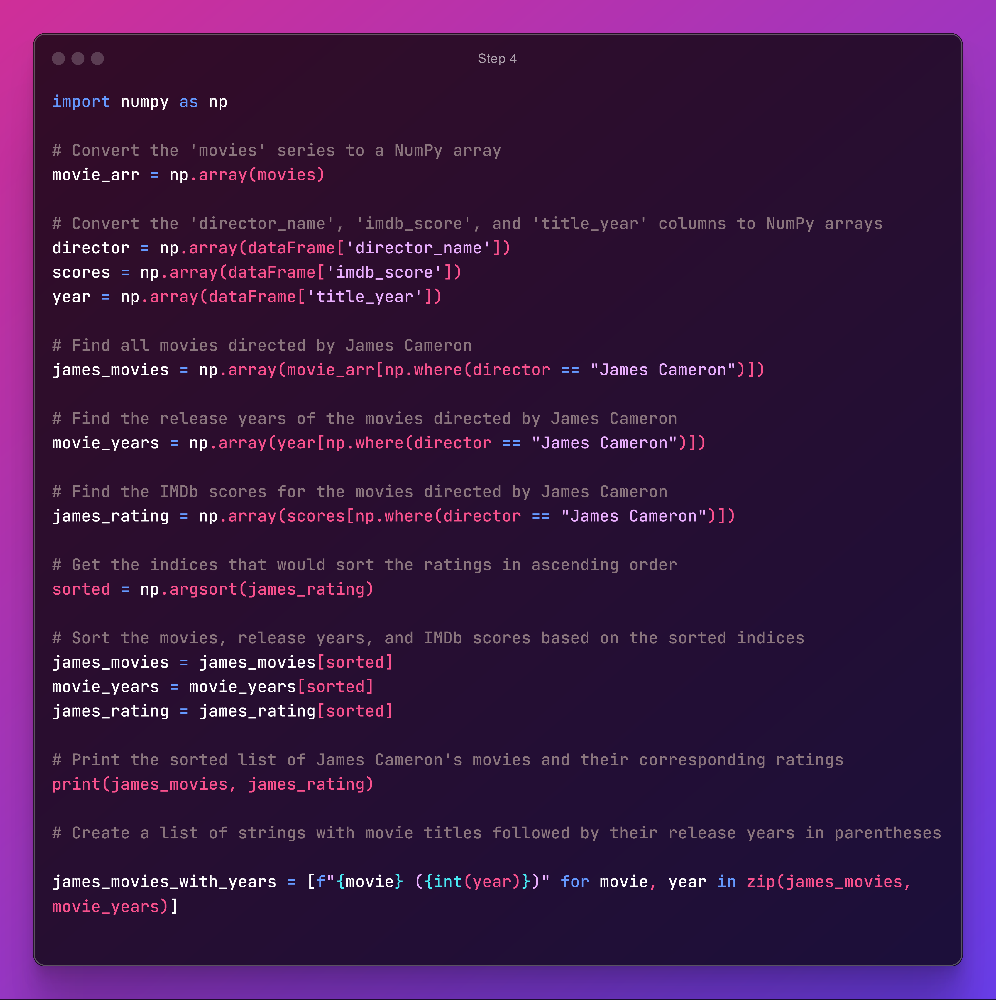 Step 4
import numpy as np
# Convert the 'movies' series to a NumPy array
movie_arr = np.array(movies)
# Convert the 'director_name', 'imdb_score', and 'title_year' columns to NumPy arrays
director = np.array(dataFrame['director_name'])
scores = np.array(dataFrame['imdb_score'])
year = np.array(dataFrame['title_year'])
# Find all movies directed by James Cameron
james_movies = np.array(movie_arr[np.where(director == "James Cameron")])
# Find the release years of the movies directed by James Cameron
movie_years = np.array(year[np.where(director == "James Cameron")])
# Find the IMDb scores for the movies directed by James Cameron
james_rating = np.array(scores[np.where(director == "James Cameron")])
# Get the indices that would sort the ratings in ascending order
sorted = np.argsort(james_rating)
# Sort the movies, release years, and IMDb scores based on the sorted indices
james_movies = james_movies[sorted]
movie_years = movie_years[sorted]
james_rating = james_rating[sorted]
# Print the sorted list of James Cameron's movies and their corresponding ratings
print(james_movies, james_rating)
# Create a list of strings with movie titles followed by their release years in parentheses
james_movies_with_years = [f"{movie} ({int(year)})" for movie, year in zip(james_movies,
movie_years)]